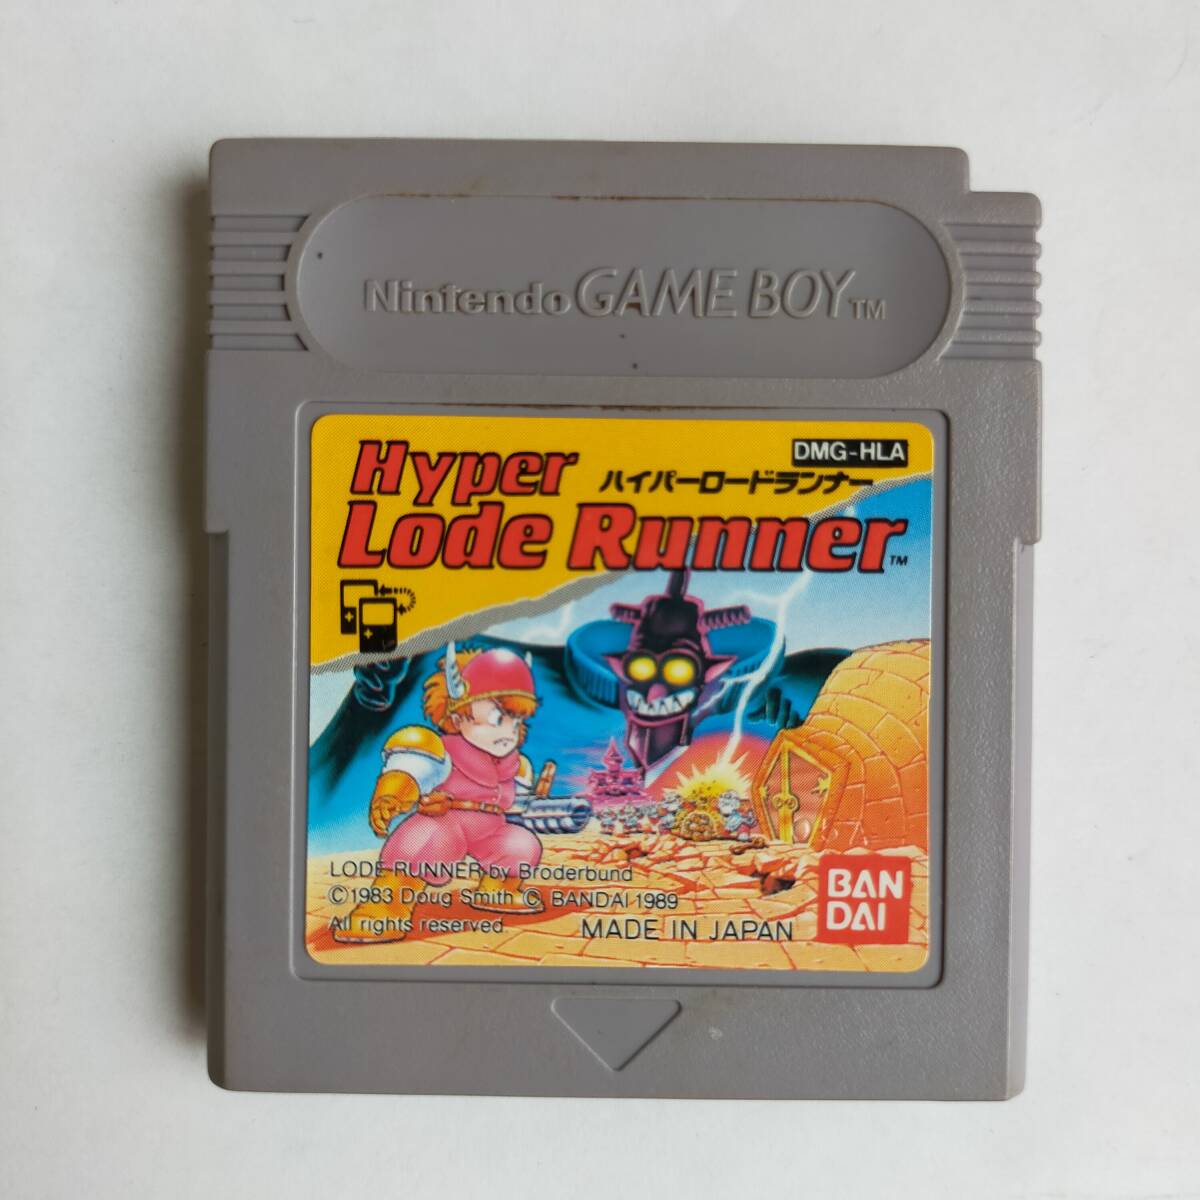 Nintendo GAME BOY TM
DMG-HLA
Hyper
ハイパーロードランナー
Lode Runner TM
LODE RUNNER by Broderbund
©1983 Doug Smith © BANDAI 1989
All rights reserved.
MADE IN JAPAN
BAN
DAI